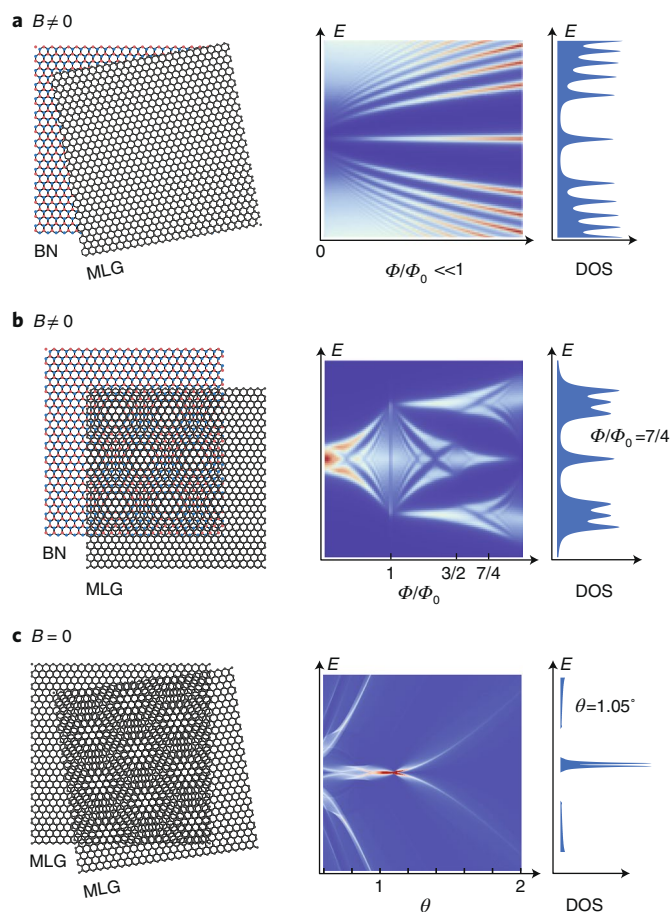 a B ≠ 0
E
E
BN
MLG
0
Φ/Φ₀ <<1
DOS
b B ≠ 0
E
E
Φ/Φ₀ = 7/4
BN
MLG
1
3/2
7/4
Φ/Φ₀
DOS
c B = 0
E
E
θ = 1.05°
MLG
MLG
1
2
θ
DOS